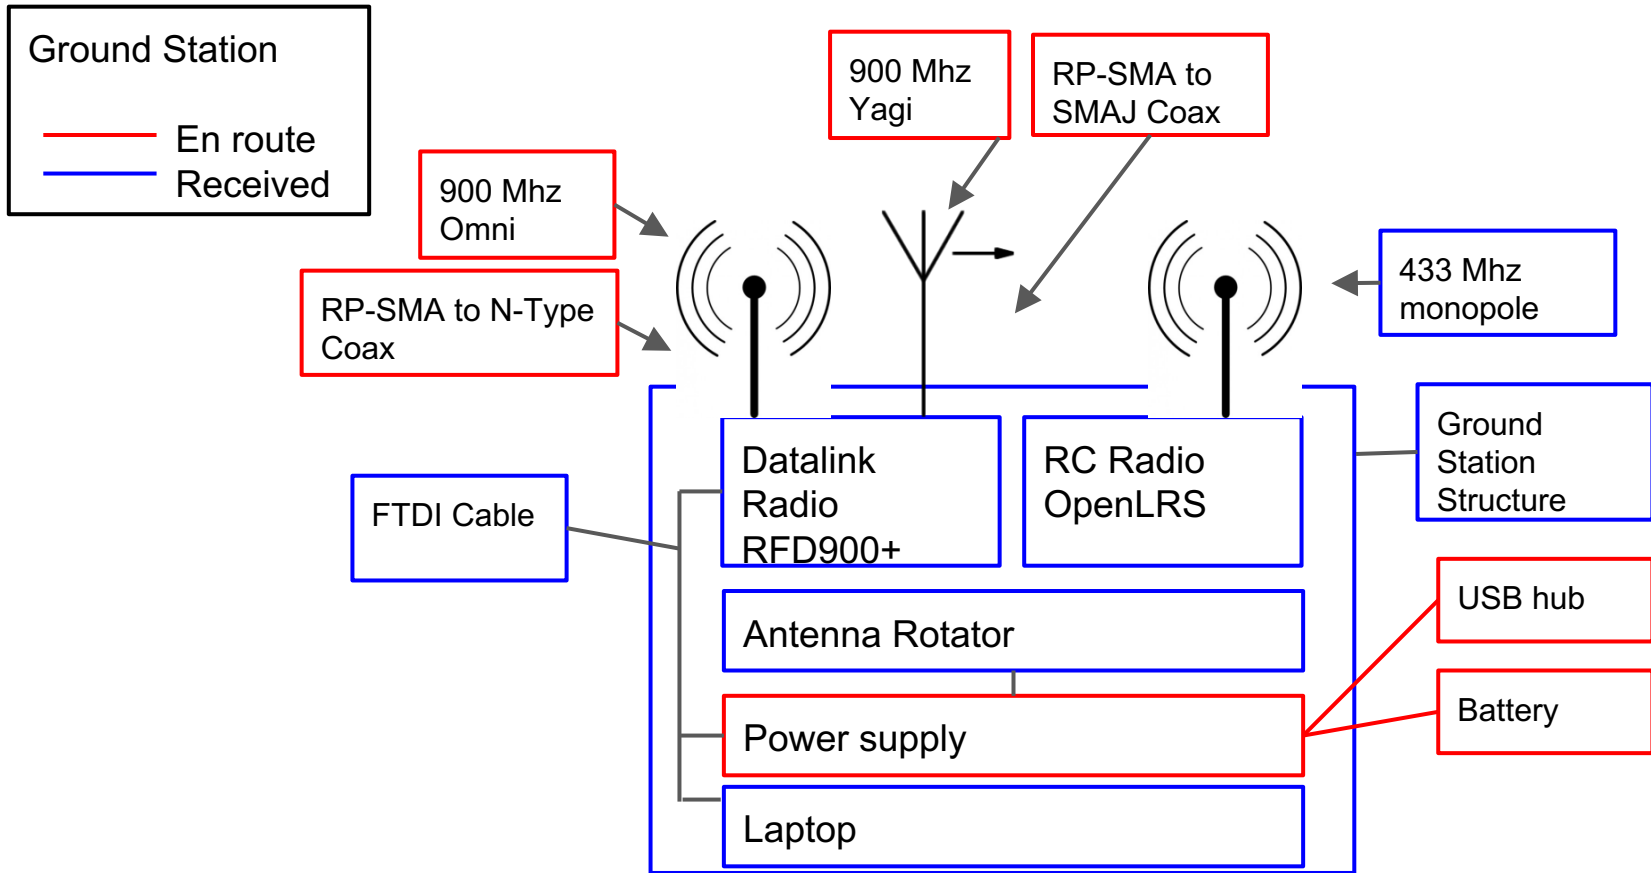 Ground Station
En route
Received
900 Mhz
Yagi
RP-SMA to
SMAJ Coax
900 Mhz
Omni
RP-SMA to N-Type
Coax
433 Mhz
monopole
Ground
Station
Structure
FTDI Cable
Datalink
Radio
RFD900+
RC Radio
OpenLRS
USB hub
Antenna Rotator
Battery
Power supply
Laptop